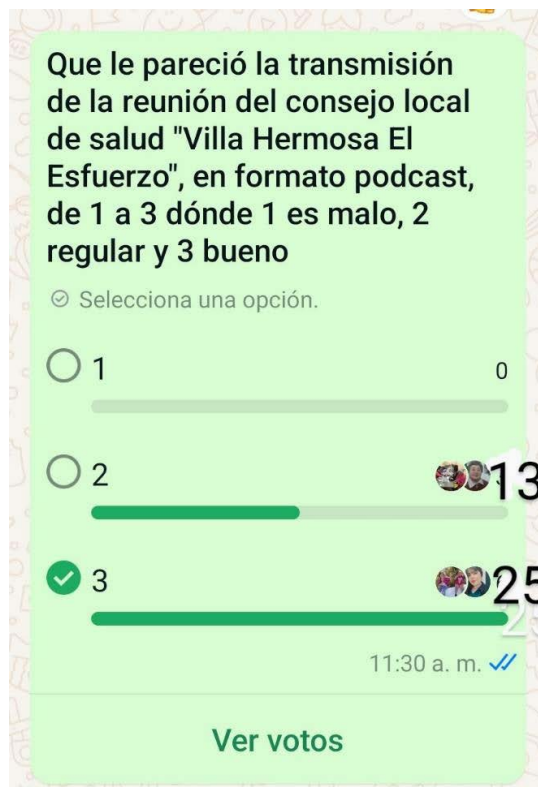 Que le pareció la transmisión
de la reunión del consejo local
de salud "Villa Hermosa El
Esfuerzo", en formato podcast,
de 1 a 3 dónde 1 es malo, 2
regular y 3 bueno
Selecciona una opción.
1 0
2 13
3 25
11:30 a. m.
Ver votos